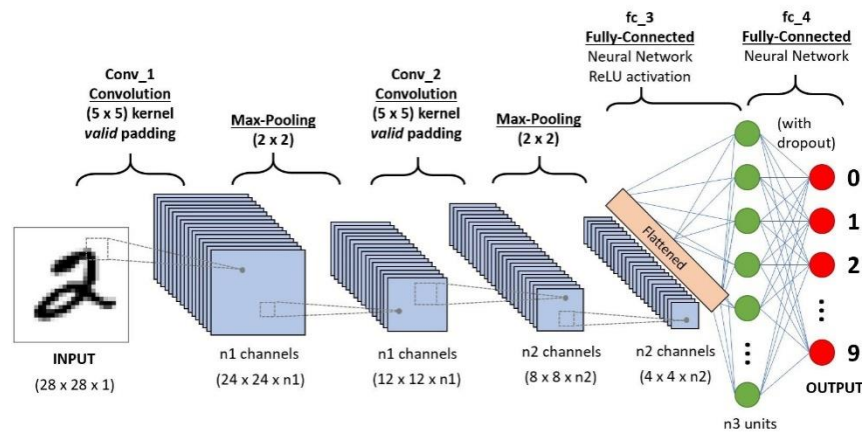 fc_3
Fully-Connected
Neural Network
ReLU activation
fc_4
Fully-Connected
Neural Network
Conv_1
Convolution
(5 x 5) kernel
valid padding
Max-Pooling
(2 x 2)
Conv_2
Convolution
(5 x 5) kernel
valid padding
Max-Pooling
(2 x 2)
(with
dropout)
Flattened
0
1
2
9
2
INPUT
(28 x 28 x 1)
n1 channels
(24 x 24 x n1)
n1 channels
(12 x 12 x n1)
n2 channels
(8 x 8 x n2)
n2 channels
(4 x 4 x n2)
OUTPUT
n3 units